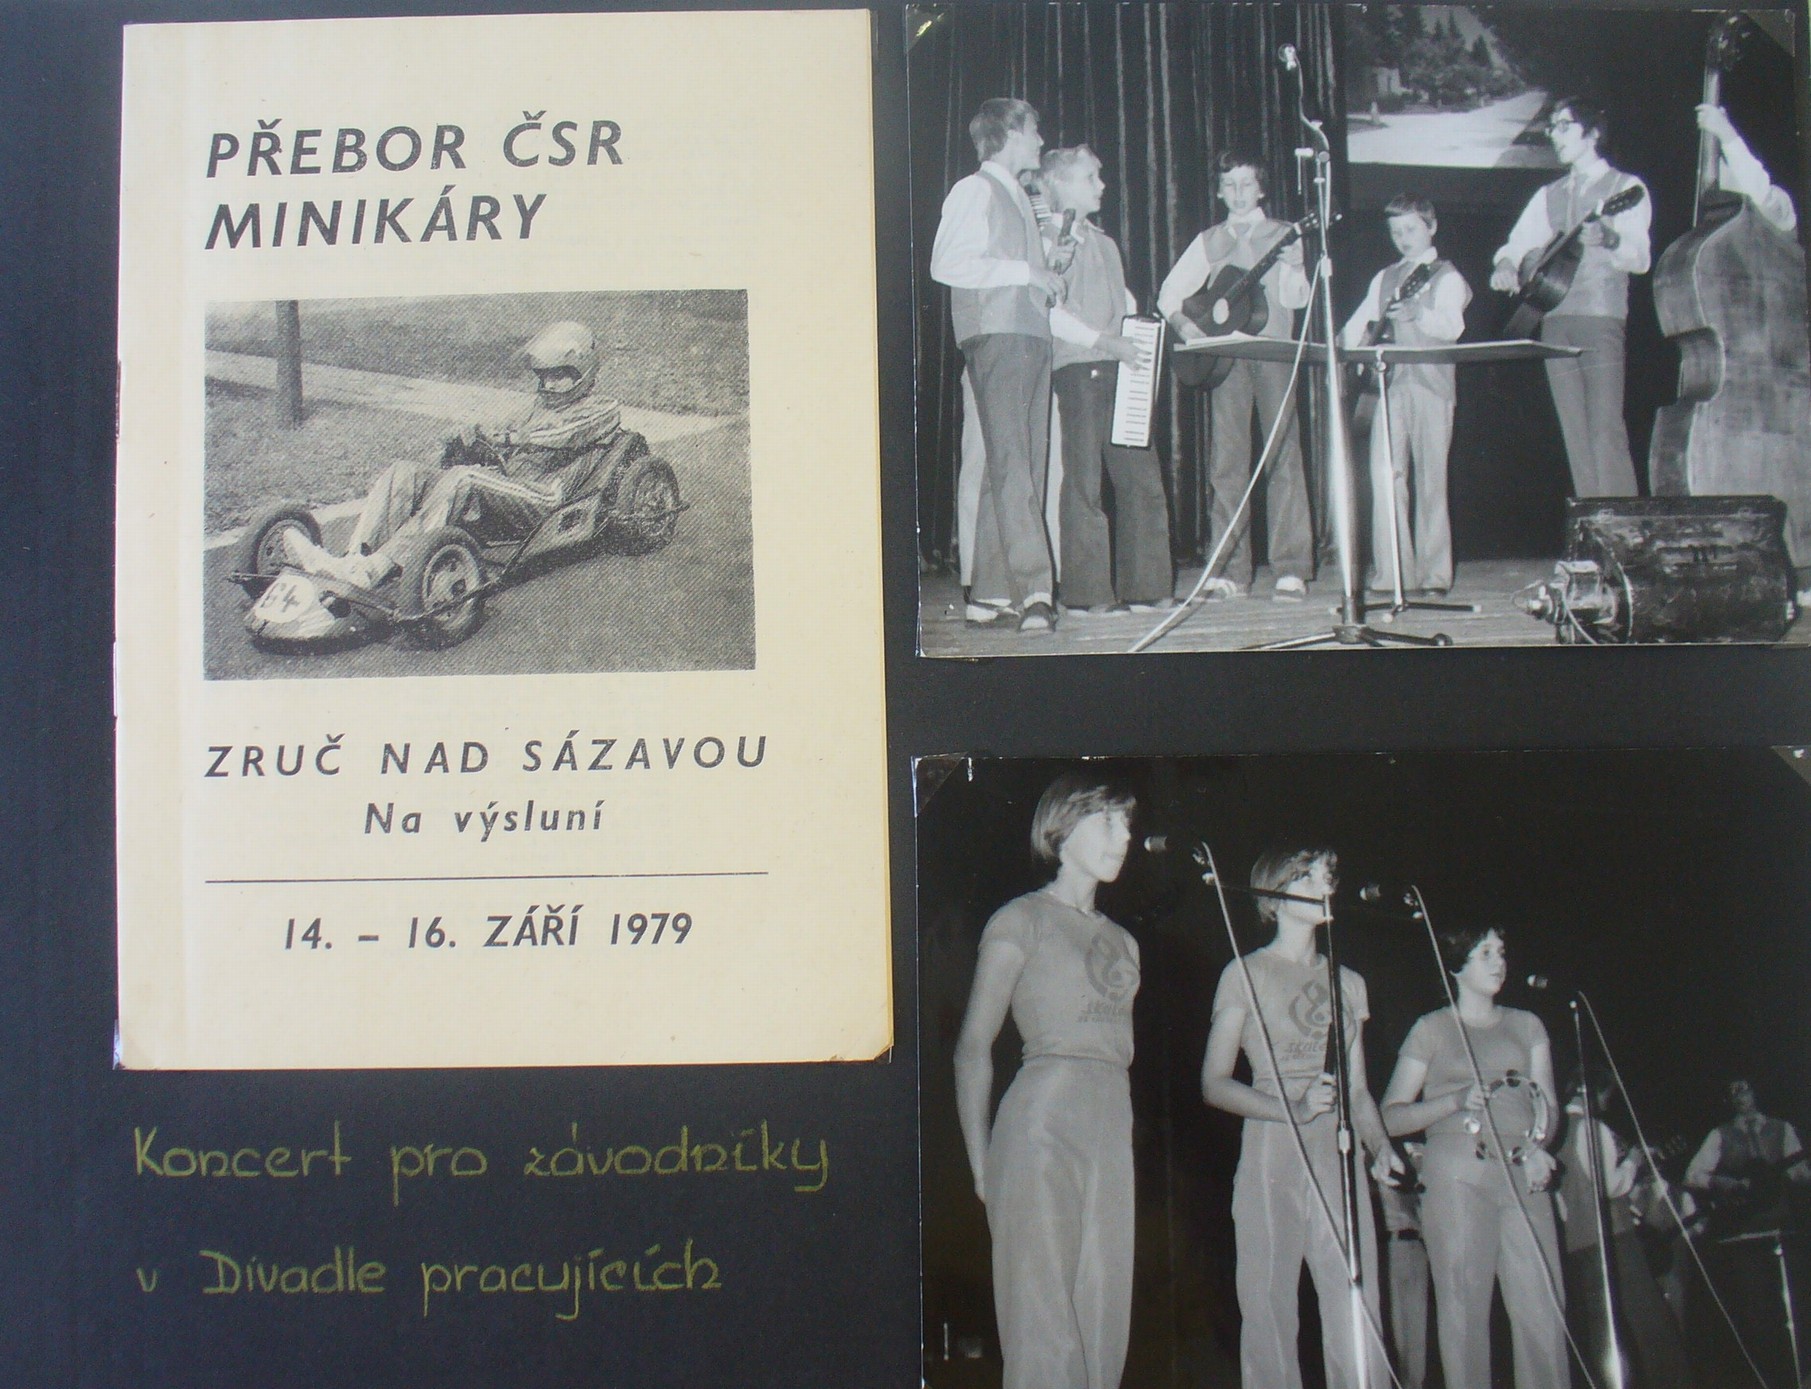 PŘEBOR ČSR
MINIKÁRY
64
ZRUČ NAD SÁZAVOU
Na výsluní
14. – 16. ZÁŘÍ 1979
Koncert pro závodníky
v Divadle pracujících